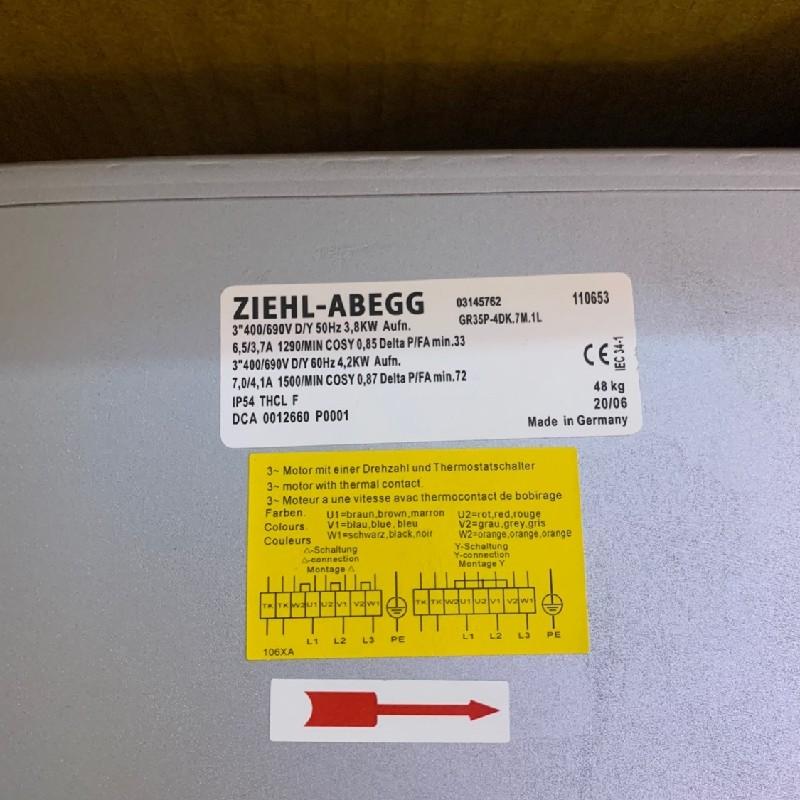 ZIEHL-ABEGG
03145762
110653
GR35P-4DK.7M.1L
3"400/690V D/Y 50Hz 3,8KW Aufn.
6,5/3,7A 1290/MIN COSY 0,85 Delta P/FA min.33
3"400/690V D/Y 60Hz 4,2KW Aufn.
7,0/4,1A 1500/MIN COSY 0,87 Delta P/FA min.72
IP54 THCL F
DCA 0012660 P0001
CE
IEC 34-1
48 kg
20/06
Made in Germany
3~ Motor mit einer Drehzahl und Thermostatschalter
3~ motor with thermal contact.
3~ Moteur a une vitesse avac thermocontact de bobirage
Farben. U1=braun,brown,marron U2=rot,red,rouge
Colours. V1=blau,blue,bleu V2=grau,grey,gris
Couleurs W1=schwarz,black,noir W2=orange,orange,orange
△-Schaltung
△-connection
Montage △
Y-Schaltung
Y-connection
Montage Y
TK TK W2 U1 U2 V1 V2 W1
TK TK W2 U1 U2 V1 V2 W1
L1 L2 L3 PE
L1 L2 L3 PE
106XA